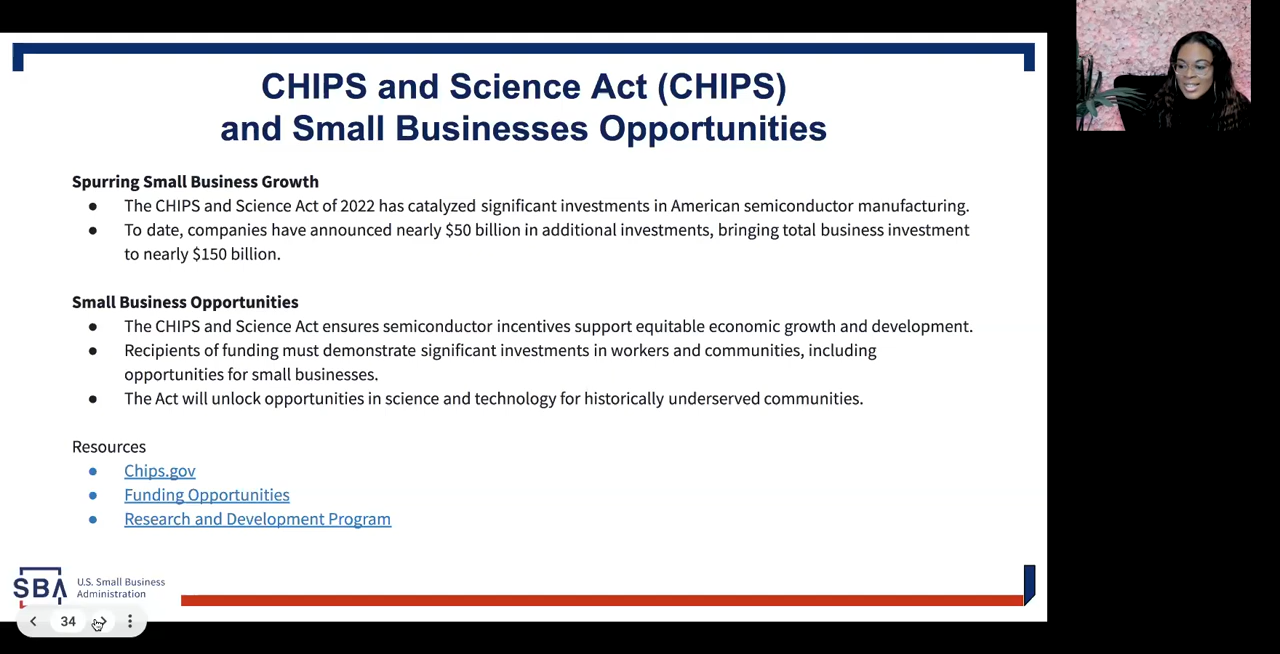 CHIPS and Science Act (CHIPS)
and Small Businesses Opportunities
Spurring Small Business Growth
● The CHIPS and Science Act of 2022 has catalyzed significant investments in American semiconductor manufacturing.
● To date, companies have announced nearly $50 billion in additional investments, bringing total business investment
to nearly $150 billion.
Small Business Opportunities
● The CHIPS and Science Act ensures semiconductor incentives support equitable economic growth and development.
● Recipients of funding must demonstrate significant investments in workers and communities, including
opportunities for small businesses.
● The Act will unlock opportunities in science and technology for historically underserved communities.
Resources
● Chips.gov
● Funding Opportunities
● Research and Development Program
SBA
U.S. Small Business
Administration
34